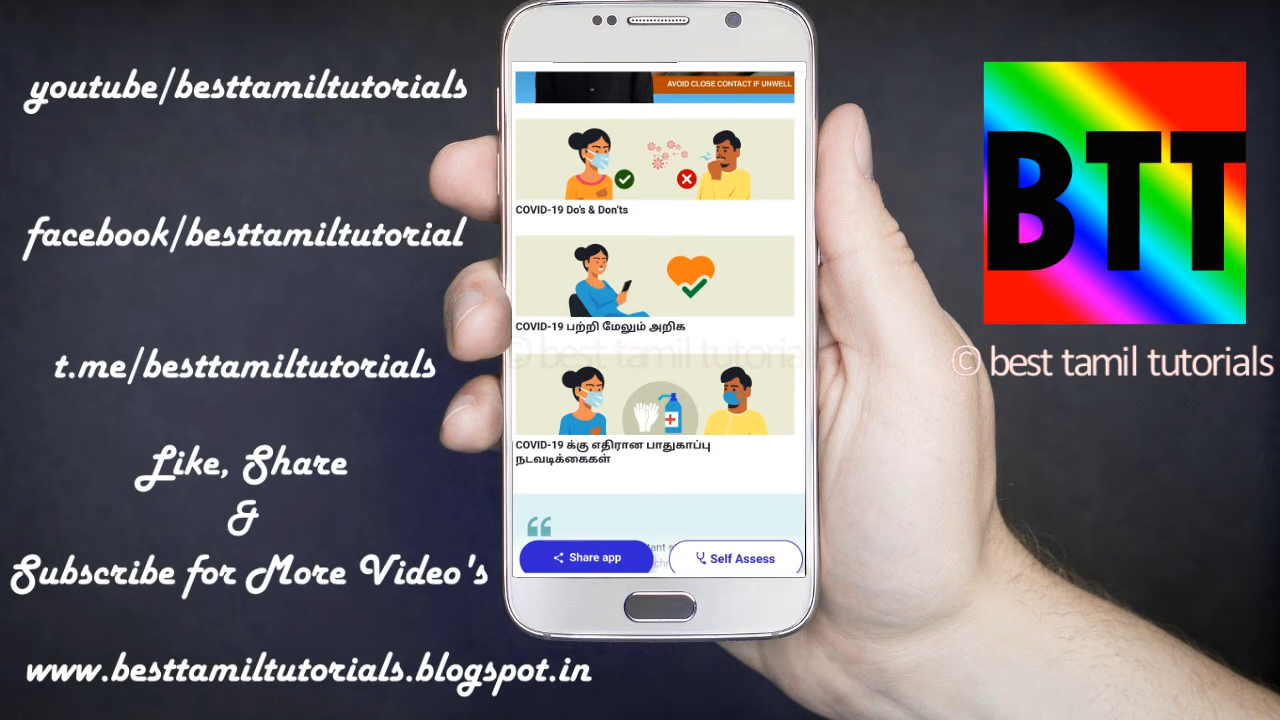 youtube/besttamiltutorials
facebook/besttamiltutorial
t.me/besttamiltutorials
Like, Share
&
Subscribe for More Video's
www.besttamiltutorials.blogspot.in
AVOID CLOSE CONTACT IF UNWELL
COVID-19 Do's & Don'ts
COVID-19 பற்றி மேலும் அறிக
© best tamil tutorials
COVID-19 க்கு எதிரான பாதுகாப்பு
நடவடிக்கைகள்
“
Share app
Self Assess
BTT
© best tamil tutorials